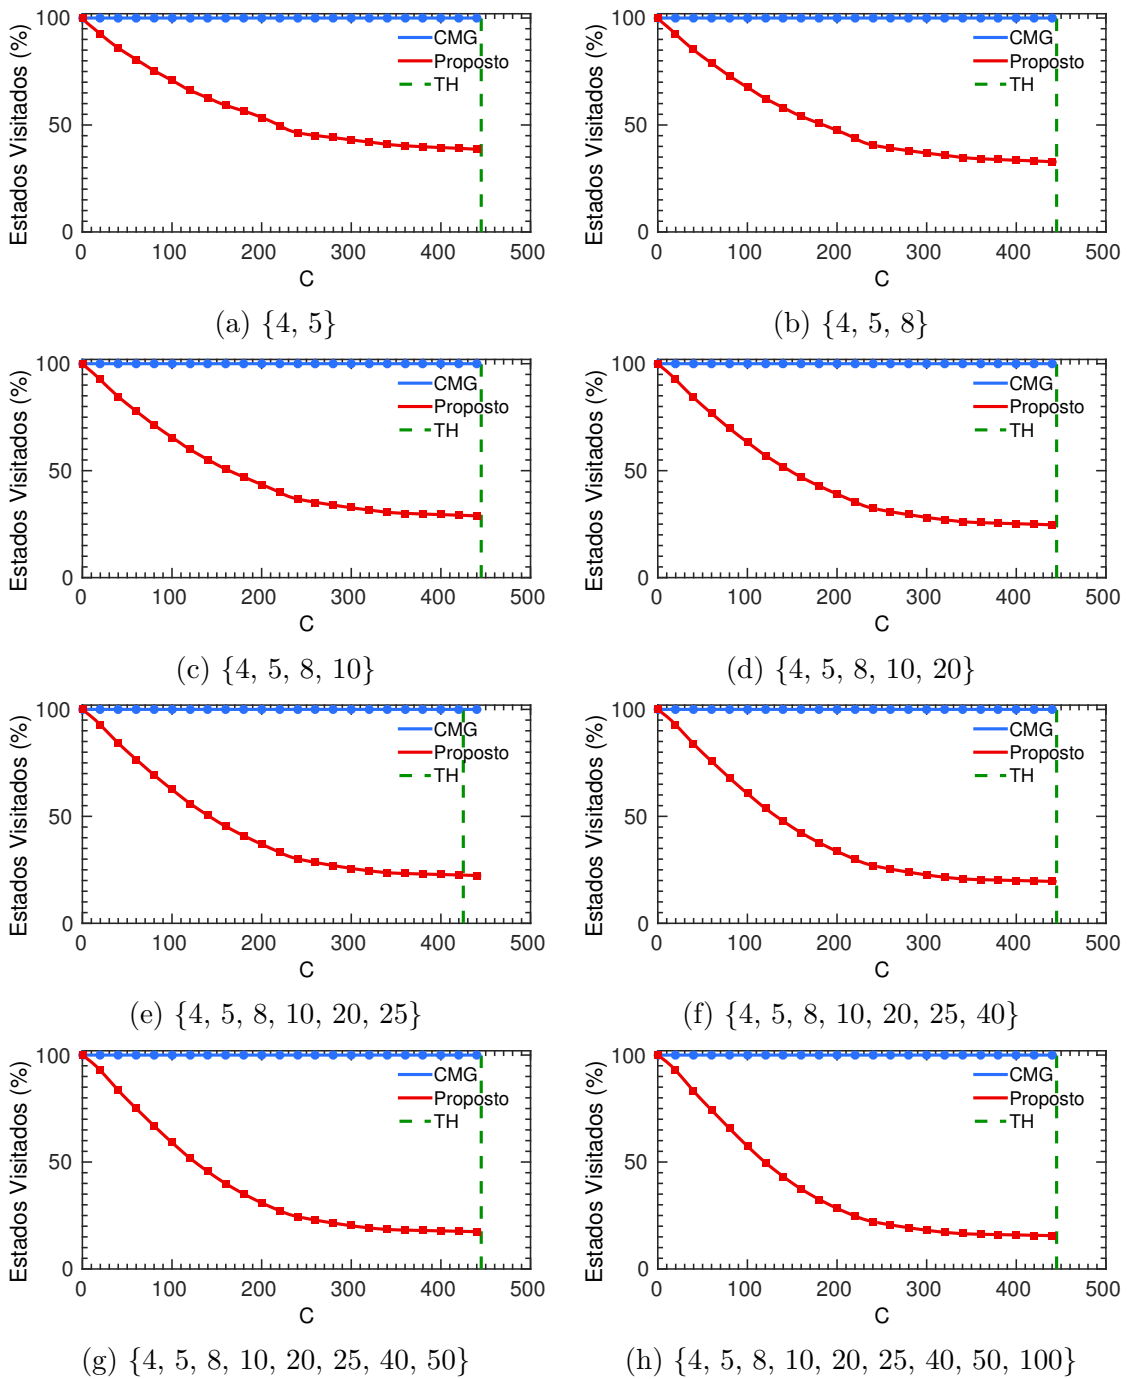 Estados Visitados (%)
100
50
0
0 100 200 300 400 500
C
CMG
Proposto
TH
(a) {4, 5}
Estados Visitados (%)
100
50
0
0 100 200 300 400 500
C
CMG
Proposto
TH
(b) {4, 5, 8}
Estados Visitados (%)
100
50
0
0 100 200 300 400 500
C
CMG
Proposto
TH
(c) {4, 5, 8, 10}
Estados Visitados (%)
100
50
0
0 100 200 300 400 500
C
CMG
Proposto
TH
(d) {4, 5, 8, 10, 20}
Estados Visitados (%)
100
50
0
0 100 200 300 400 500
C
CMG
Proposto
TH
(e) {4, 5, 8, 10, 20, 25}
Estados Visitados (%)
100
50
0
0 100 200 300 400 500
C
CMG
Proposto
TH
(f) {4, 5, 8, 10, 20, 25, 40}
Estados Visitados (%)
100
50
0
0 100 200 300 400 500
C
CMG
Proposto
TH
(g) {4, 5, 8, 10, 20, 25, 40, 50}
Estados Visitados (%)
100
50
0
0 100 200 300 400 500
C
CMG
Proposto
TH
(h) {4, 5, 8, 10, 20, 25, 40, 50, 100}